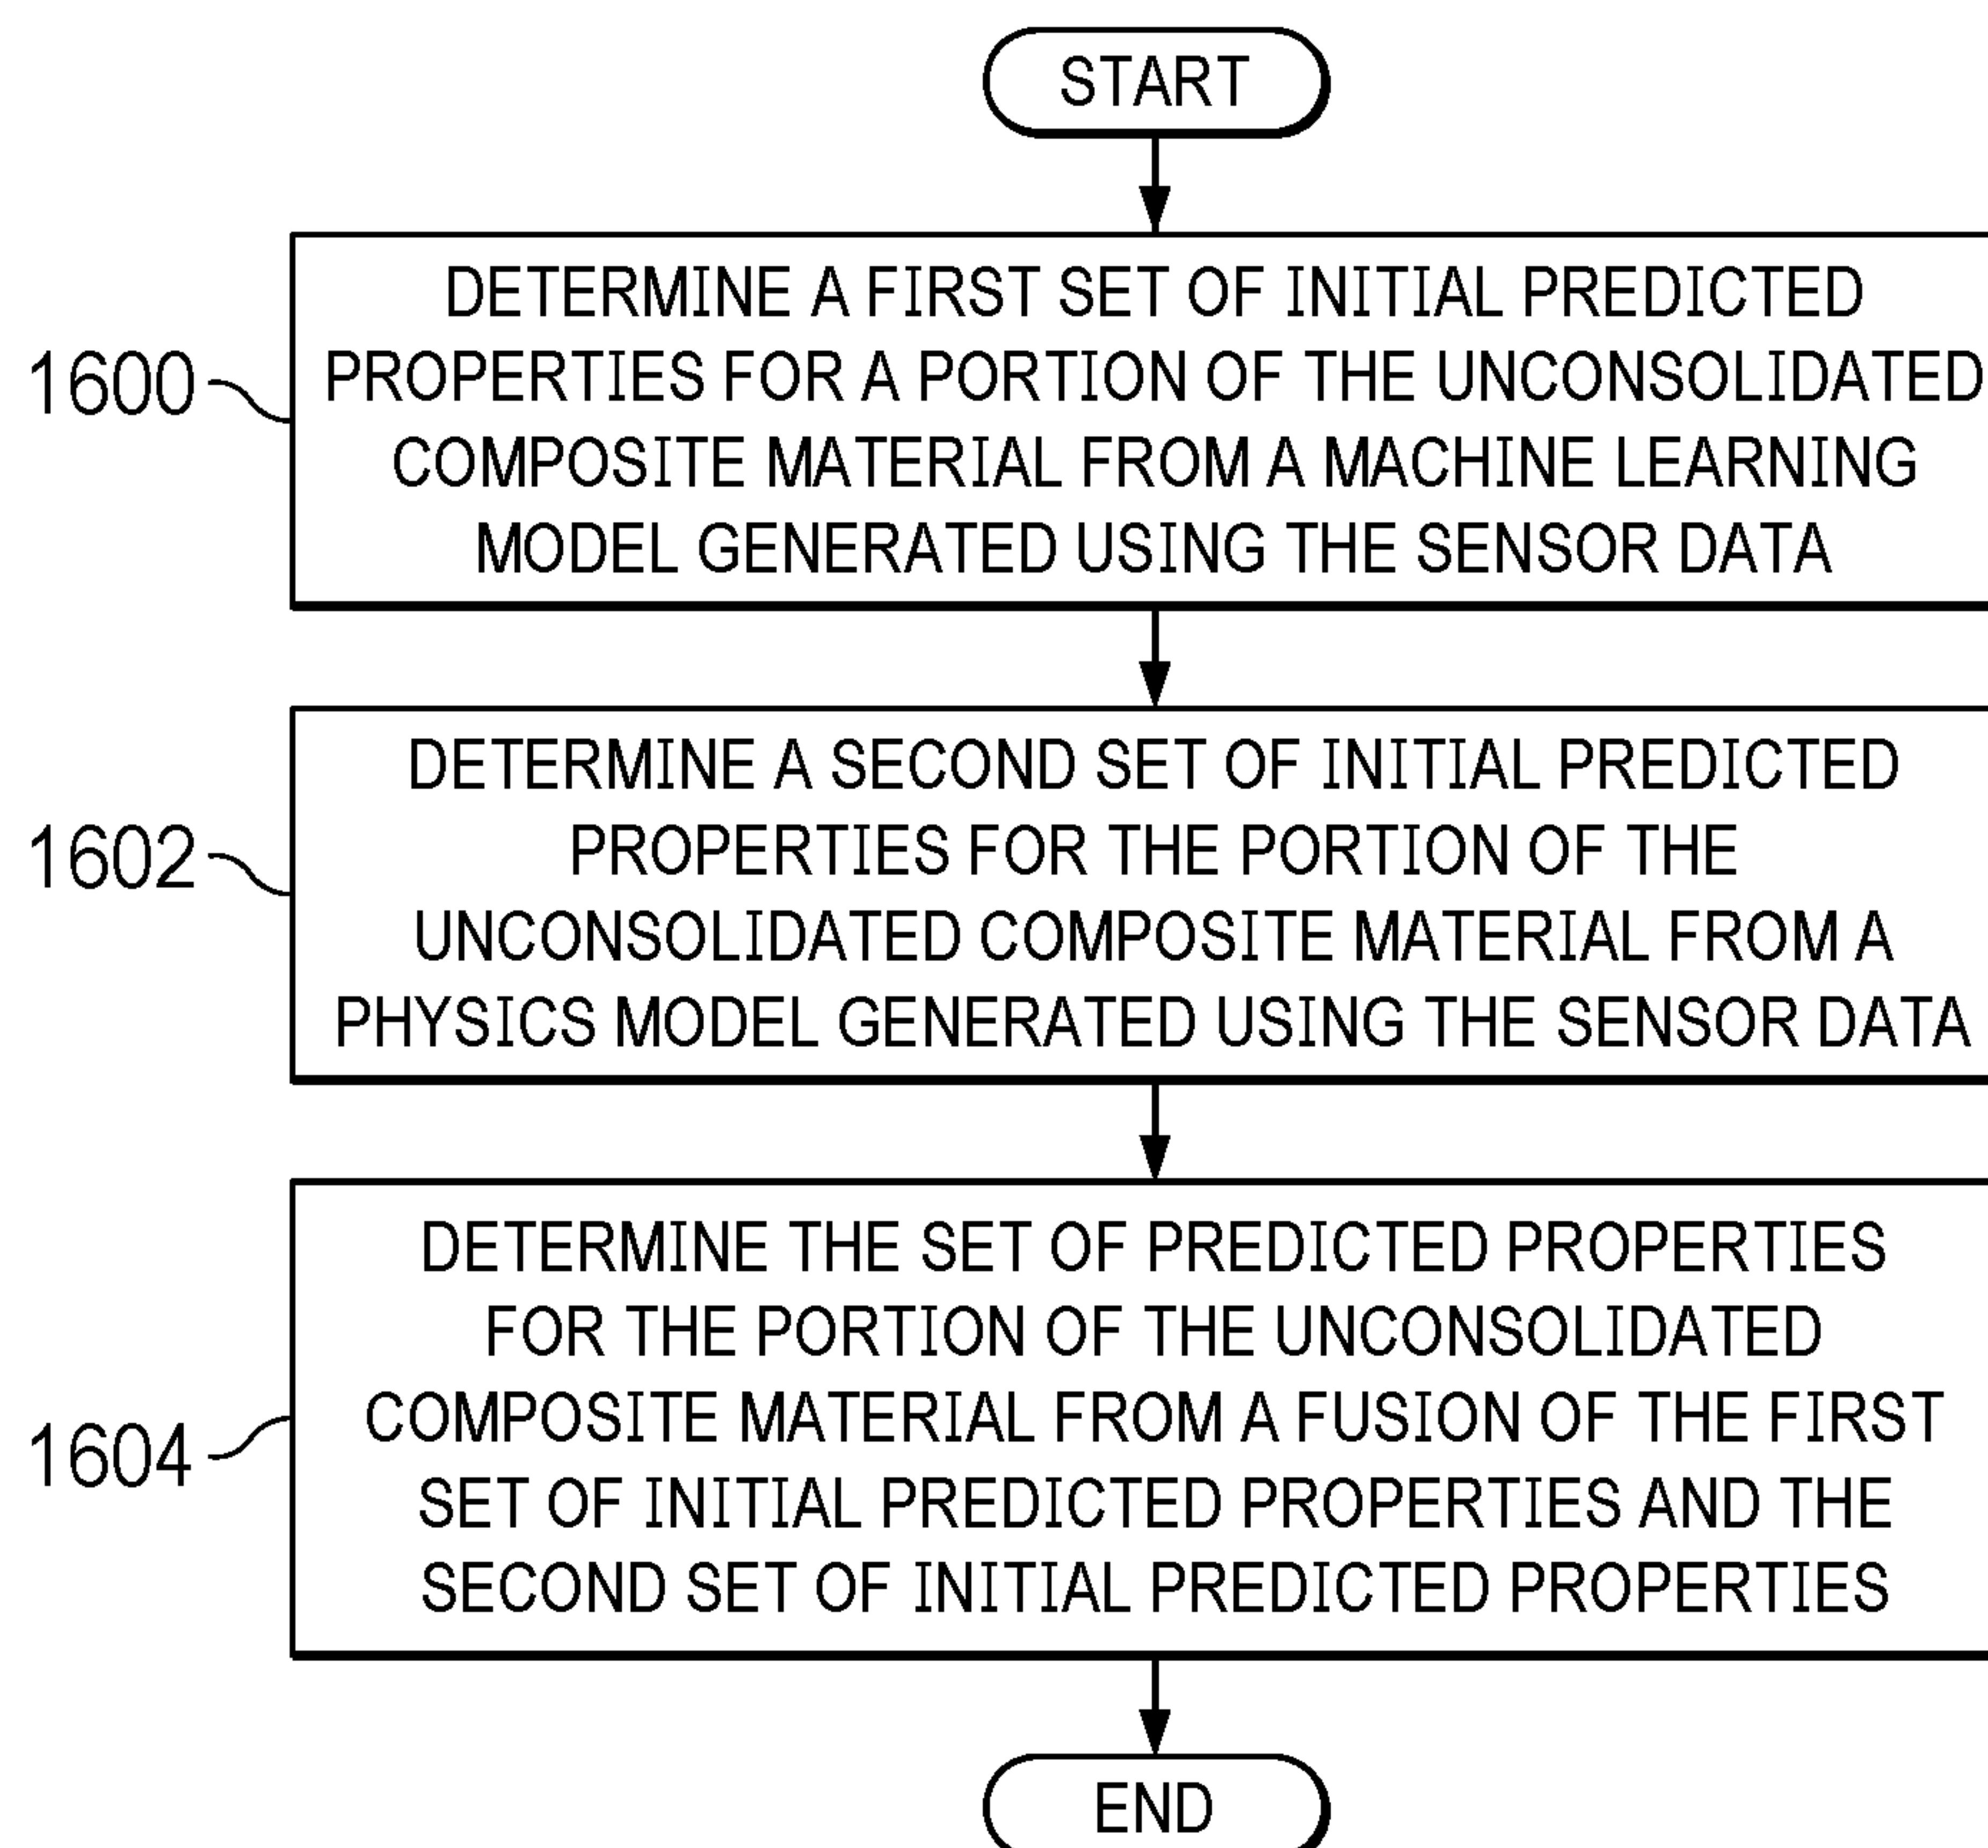 START
DETERMINE A FIRST SET OF INITIAL PREDICTED
PROPERTIES FOR A PORTION OF THE UNCONSOLIDATED
COMPOSITE MATERIAL FROM A MACHINE LEARNING
MODEL GENERATED USING THE SENSOR DATA
1600
DETERMINE A SECOND SET OF INITIAL PREDICTED
PROPERTIES FOR THE PORTION OF THE
UNCONSOLIDATED COMPOSITE MATERIAL FROM A
PHYSICS MODEL GENERATED USING THE SENSOR DATA
1602
DETERMINE THE SET OF PREDICTED PROPERTIES
FOR THE PORTION OF THE UNCONSOLIDATED
COMPOSITE MATERIAL FROM A FUSION OF THE FIRST
SET OF INITIAL PREDICTED PROPERTIES AND THE
SECOND SET OF INITIAL PREDICTED PROPERTIES
1604
END